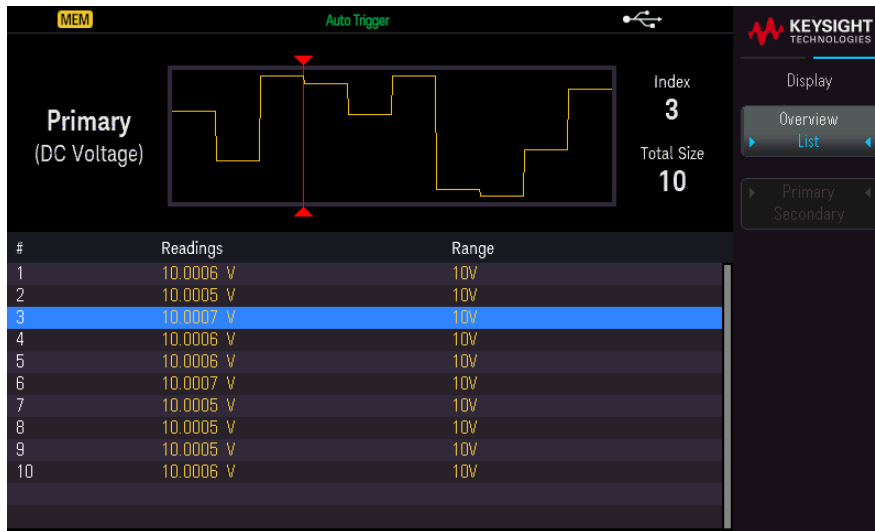 MEM Auto Trigger
KEYSIGHT
TECHNOLOGIES
Display
Overview
List
Primary
Secondary
Primary
(DC Voltage)
Index
3
Total Size
10
# Readings Range
1 10.0006 V 10V
2 10.0005 V 10V
3 10.0007 V 10V
4 10.0006 V 10V
5 10.0006 V 10V
6 10.0007 V 10V
7 10.0005 V 10V
8 10.0005 V 10V
9 10.0005 V 10V
10 10.0006 V 10V